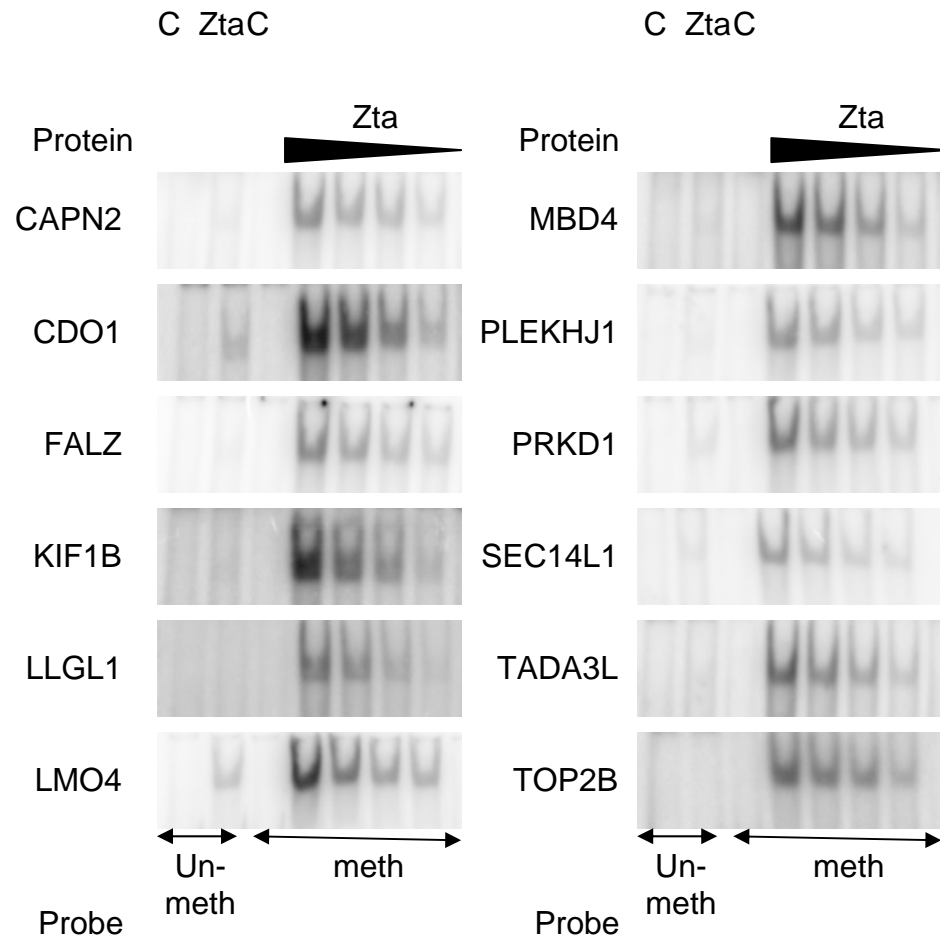 C ZtaC
C ZtaC
Zta
Protein
CAPN2
CDO1
FALZ
KIF1B
LLGL1
LMO4
Un-
meth
meth
Probe
Zta
Protein
MBD4
PLEKHJ1
PRKD1
SEC14L1
TADA3L
TOP2B
Un-
meth
meth
Probe